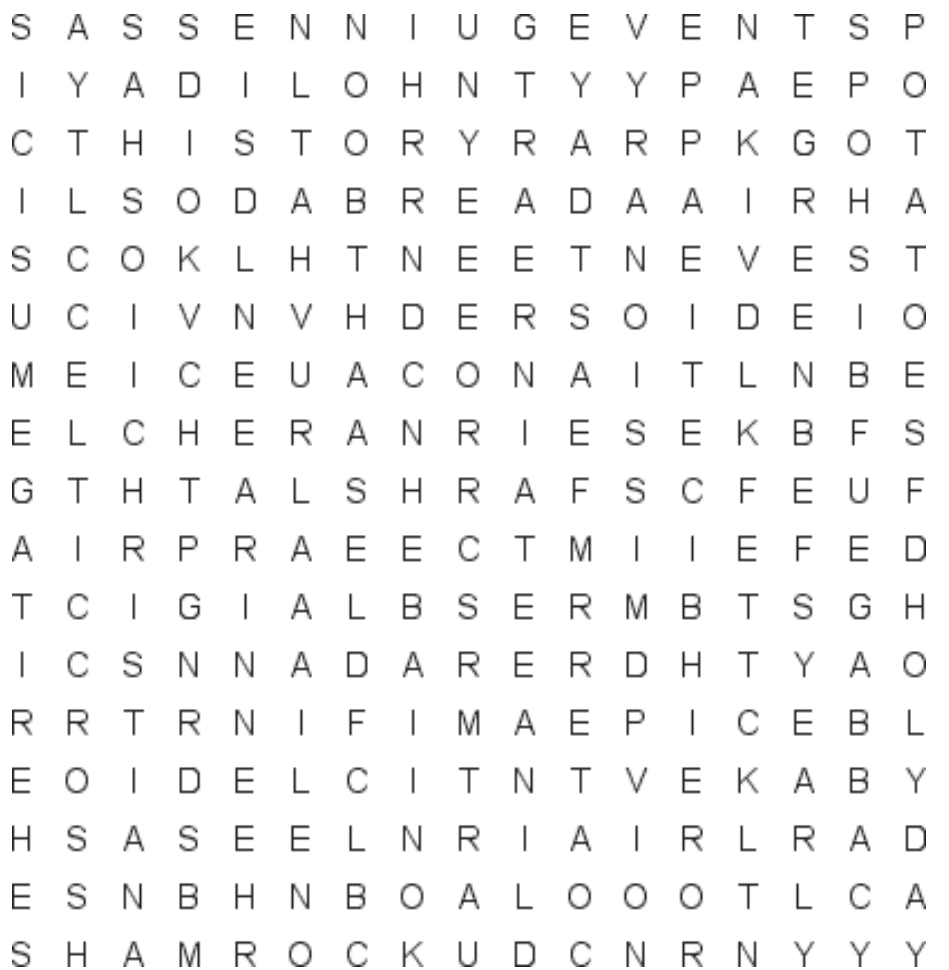 S A S S E N N I U G E V E N T S P
I Y A D I L O H N T Y Y P A E P O
C T H I S T O R Y R A R P K G O T
I L S O D A B R E A D A A I R H A
S C O K L H T N E E T N E V E S T
U C I V N V H D E R S O I D E I O
M E I C E U A C O N A I T L N B E
E L C H E R A N R I E S E K B F S
G T H T A L S H R A F S C F E U F
A I R P R A E E C T M I I E F E D
T C I G I A L B S E R M B T S G H
I C S N N A D A R E R D H T Y A O
R R T R N I F I M A E P I C E B L
E O I D E L C I T N T V E K A B Y
H S A S E E L N R I A I R L R A D
E S N B H N B O A L O O O T L C A
S H A M R O C K U D C N R N Y Y Y